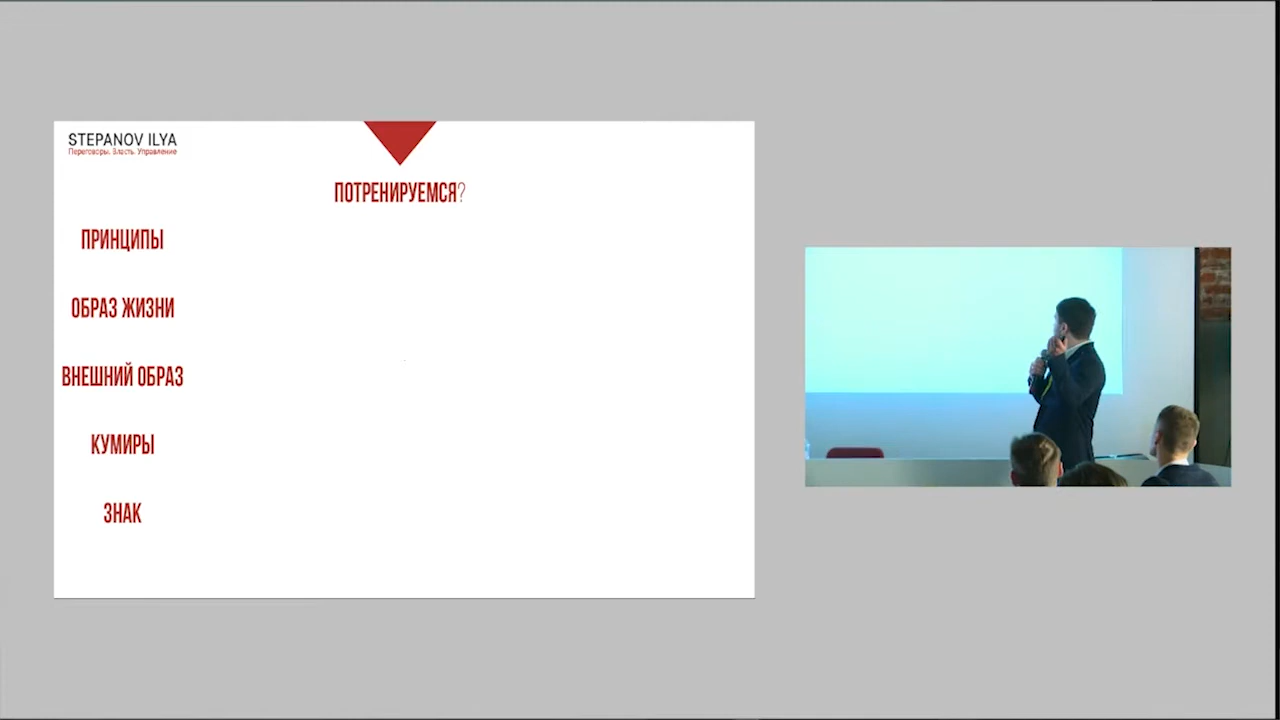 STEPANOV ILYA
Переговоры. Власть. Управление
ПОТРЕНИРУЕМСЯ?
ПРИНЦИПЫ
ОБРАЗ ЖИЗНИ
ВНЕШНИЙ ОБРАЗ
КУМИРЫ
ЗНАК